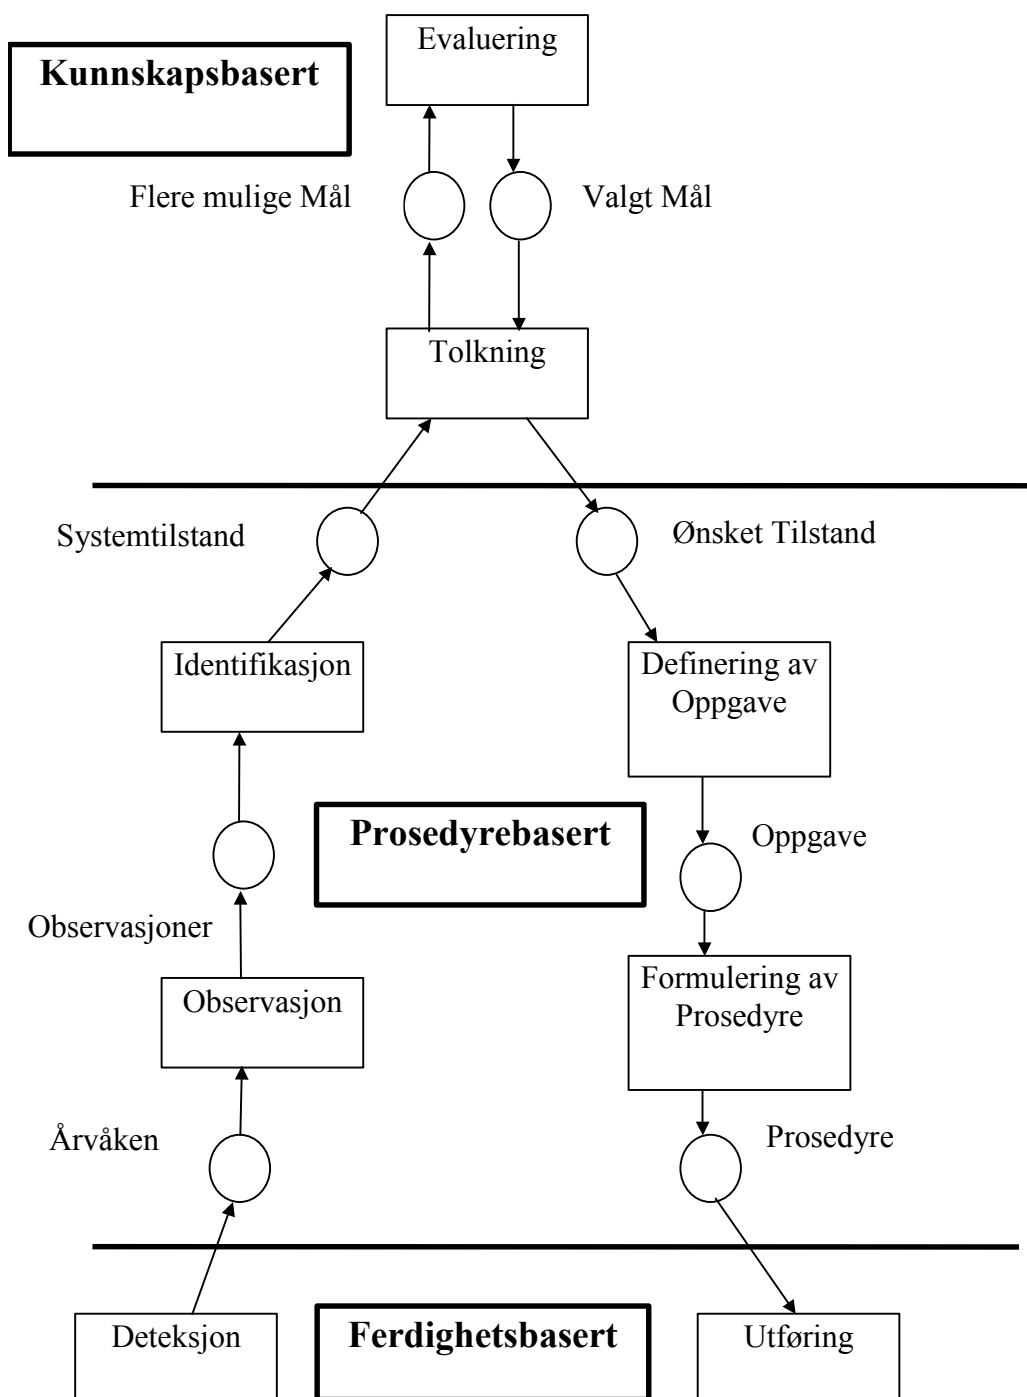 Evaluering
Kunnskapsbasert
Flere mulige Mål
Valgt Mål
Tolkning
Systemtilstand
Ønsket Tilstand
Identifikasjon
Definering av
Oppgave
Prosedyrebasert
Oppgave
Observasjoner
Observasjon
Formulering av
Prosedyre
Årvåken
Prosedyre
Deteksjon
Ferdighetsbasert
Utføring